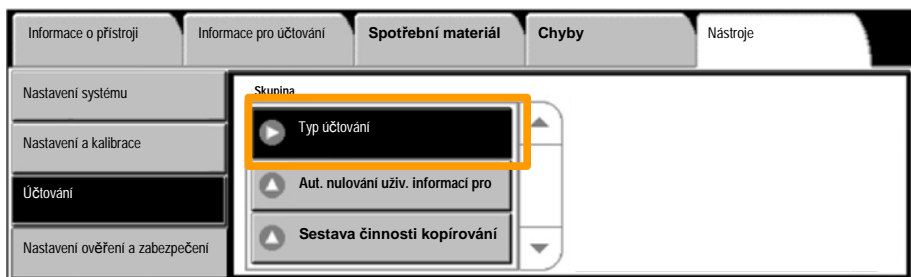 Informace o přístroji
Informace pro účtování
Spotřební materiál
Chyby
Nástroje
Nastavení systému
Nastavení a kalibrace
Účtování
Nastavení ověření a zabezpečení
Skupina
Typ účtování
Aut. nulování uživ. informací pro
Sestava činnosti kopírování